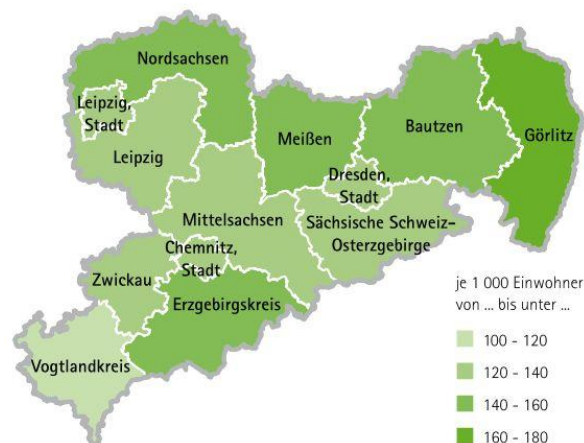 Nordsachsen
Leipzig,
Stadt
Leipzig
Meißen
Bautzen
Görlitz
Dresden,
Stadt
Mittelsachsen
Sächsische Schweiz-
Osterzgebirge
Chemnitz,
Stadt
Zwickau
Erzgebirgskreis
Vogtlandkreis
je 1 000 Einwohner
von ... bis unter ...
100 - 120
120 - 140
140 - 160
160 - 180